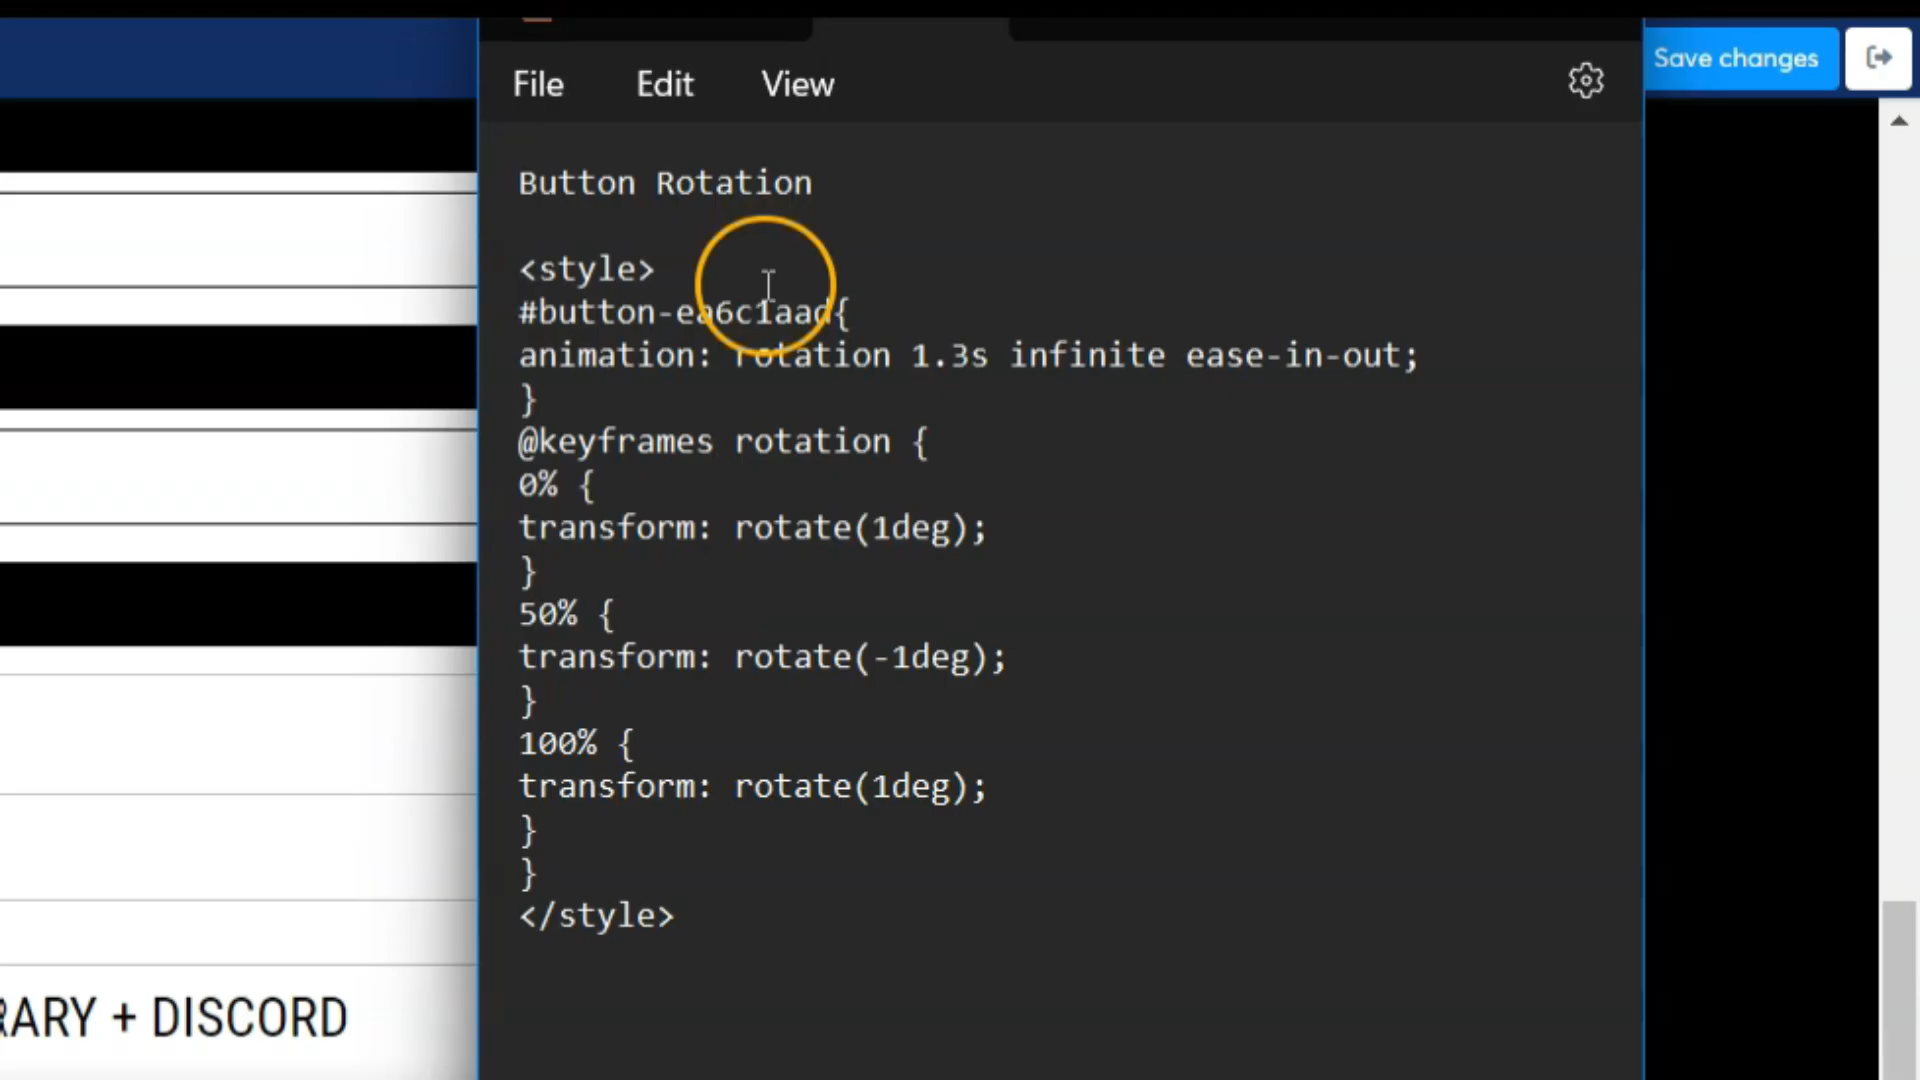 File Edit View
Save changes
Button Rotation
<style>
#button-ea6c1aad{
animation: rotation 1.3s infinite ease-in-out;
}
@keyframes rotation {
0% {
transform: rotate(1deg);
}
50% {
transform: rotate(-1deg);
}
100% {
transform: rotate(1deg);
}
}
</style>
RARY + DISCORD